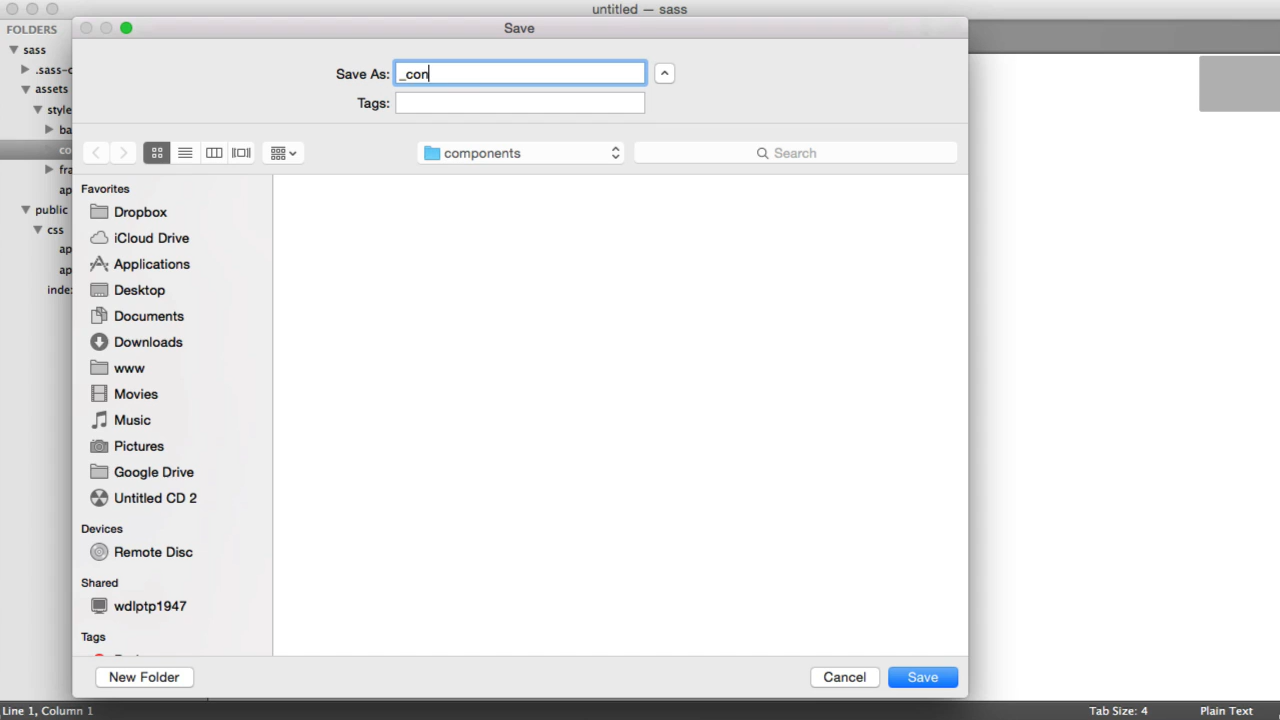 untitled — sass
FOLDERS
sass
.sass-c
assets
style
ba
co
fra
ap
public
css
ap
ap
inde
Save
Save As:
_con
Tags:
components
Search
Favorites
Dropbox
iCloud Drive
Applications
Desktop
Documents
Downloads
www
Movies
Music
Pictures
Google Drive
Untitled CD 2
Devices
Remote Disc
Shared
wdlptp1947
Tags
New Folder
Cancel
Save
Line 1, Column 1
Tab Size: 4
Plain Text